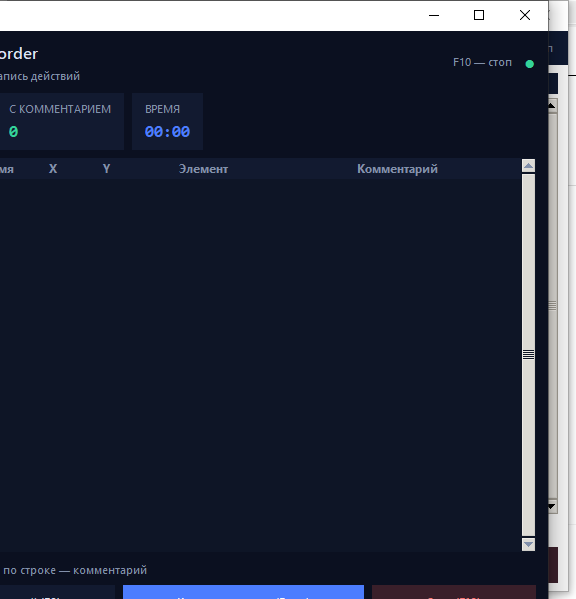 order
апись действий
F10 — стоп
С КОММЕНТАРИЕМ
0
ВРЕМЯ
00:00
мя X Y Элемент Комментарий
по строке — комментарий